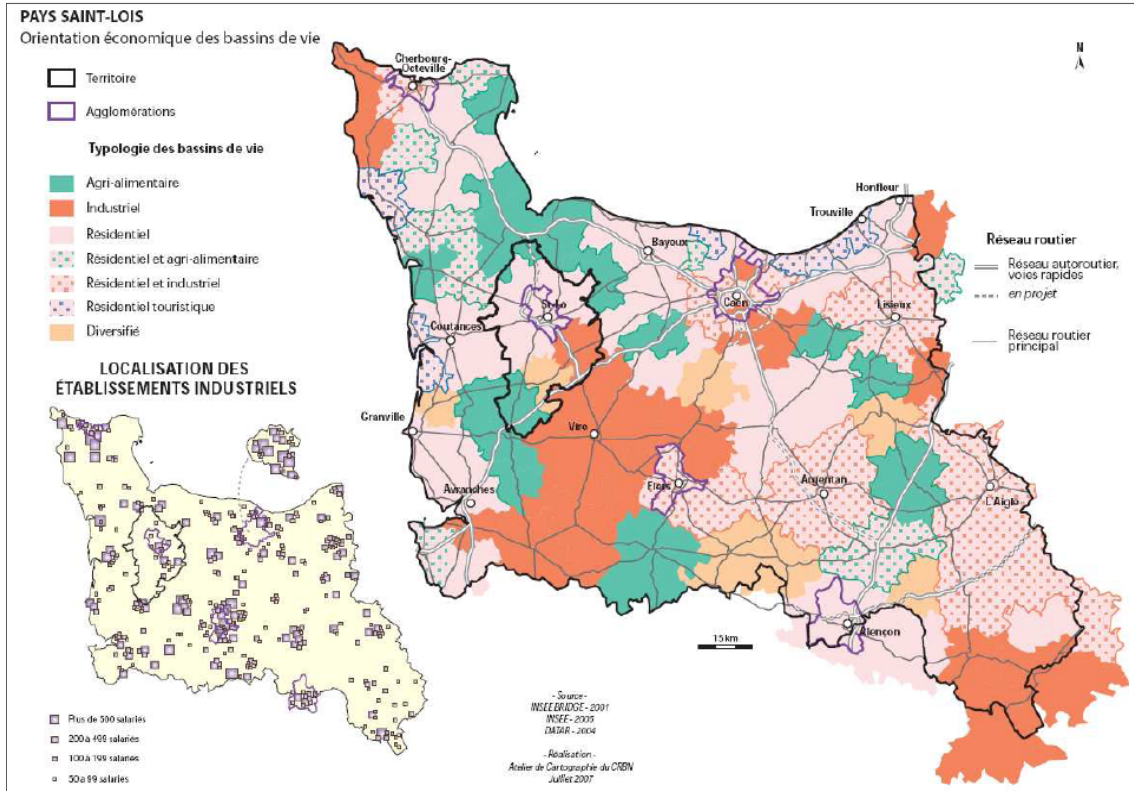 PAYS SAINT-LOIS
Orientation économique des bassins de vie
Territoire
Agglomérations
Typologie des bassins de vie
Agri-alimentaire
Industriel
Résidentiel
Résidentiel et agri-alimentaire
Résidentiel et industriel
Résidentiel touristique
Diversifié
N
Cherbourg-
Octeville
Honfleur
Trouville
Bayeux
Caen
Lisieux
St-Lô
Coutances
Granville
Vire
Avranches
Flers
Argentan
L'Aigle
Alençon
Réseau routier
Réseau autoroutier,
voies rapides
en projet
Réseau routier
principal
LOCALISATION DES
ÉTABLISSEMENTS INDUSTRIELS
Plus de 500 salariés
200 à 499 salariés
100 à 199 salariés
50 à 99 salariés
15 km
- Source -
INSEE BRIDGE - 2001
INSEE - 2005
DATAR - 2004
- Réalisation -
Atelier de Cartographie du CRBN
Juillet 2007